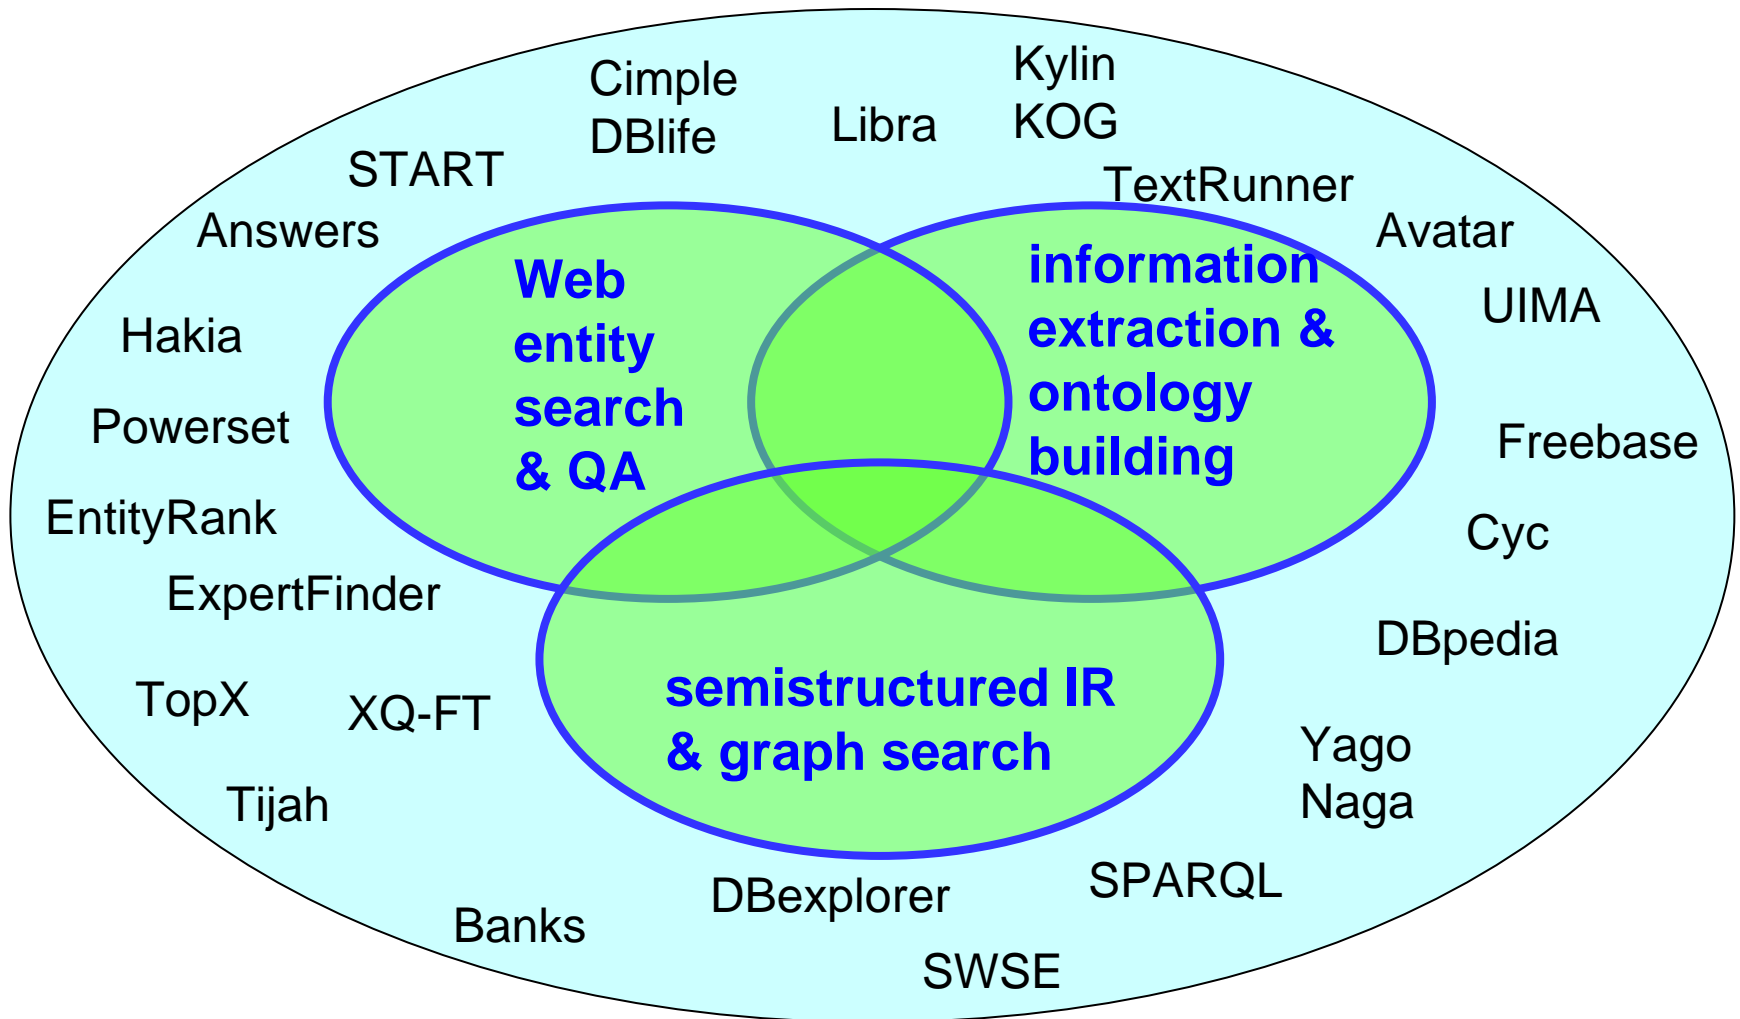 Cimple
DBlife
Libra
Kylin
KOG
START
TextRunner
Answers
Avatar
Web
entity
search
& QA
information
extraction &
ontology
building
UIMA
Hakia
Powerset
Freebase
EntityRank
Cyc
ExpertFinder
DBpedia
TopX
XQ-FT
semistructured IR
& graph search
Yago
Naga
Tijah
DBexplorer
SPARQL
Banks
SWSE